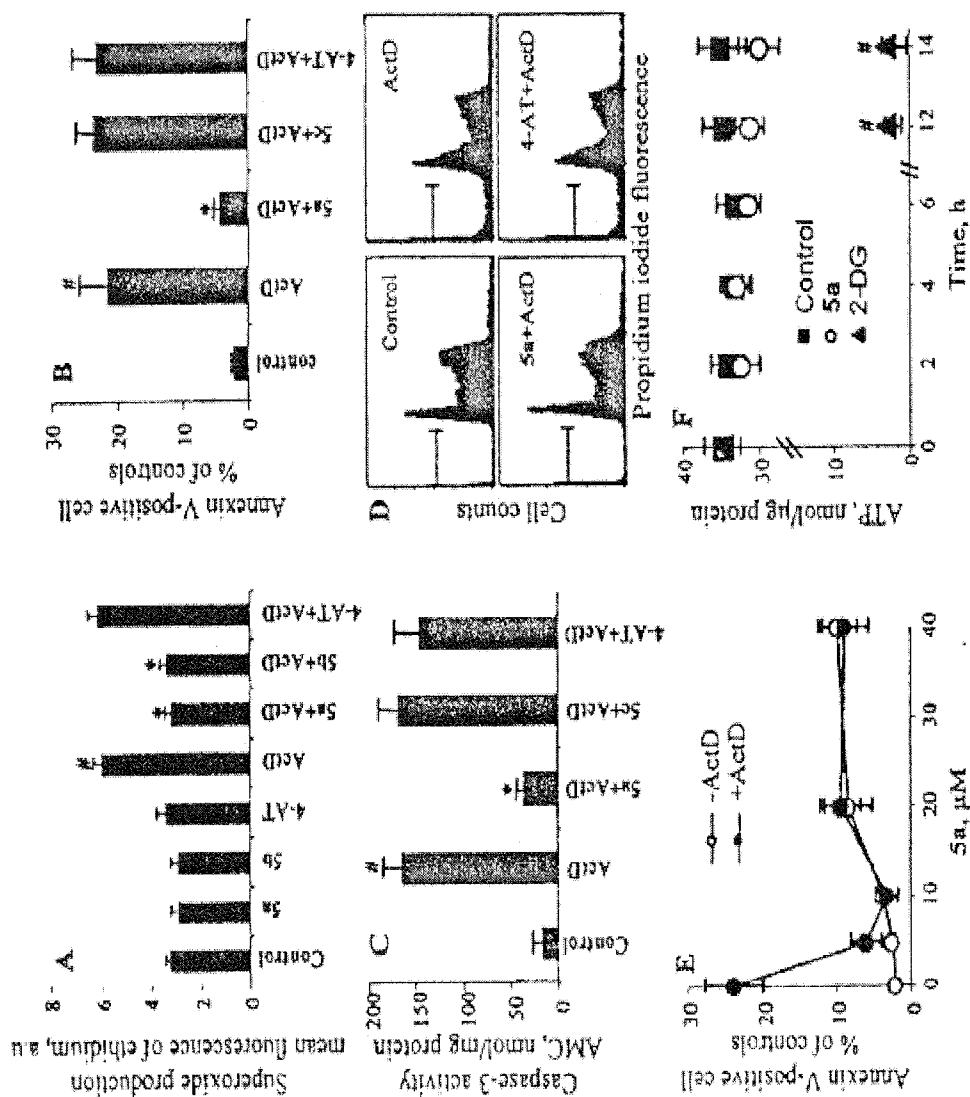 A
Superoxide production
mean fluorescence of ethidium, a.u
8
6
4
2
0
Control
5a
5b
4-AT
ActD
5a+ActD
5b+ActD
4-AT+ActD
#
*
*
B
Annexin V-positive cell
% of controls
30
20
10
0
control
ActD
5a+ActD
5c+ActD
4-AT+ActD
#
*
C
Caspase-3 activity
AMC, nmol/mg protein
200
150
100
50
0
Control
ActD
5a+ActD
5c+ActD
4-AT+ActD
#
*
D
Cell counts
Control
ActD
5a+ActD
4-AT+ActD
Propidium iodide fluorescence
E
Annexin V-positive cell
% of controls
30
20
10
0
-ActD
+ActD
0 10 20 30 40
5a, µM
F
ATP, nmol/µg protein
40
30
10
0
Control
5a
2-DG
# #
0 2 4 6 12 14
Time, h